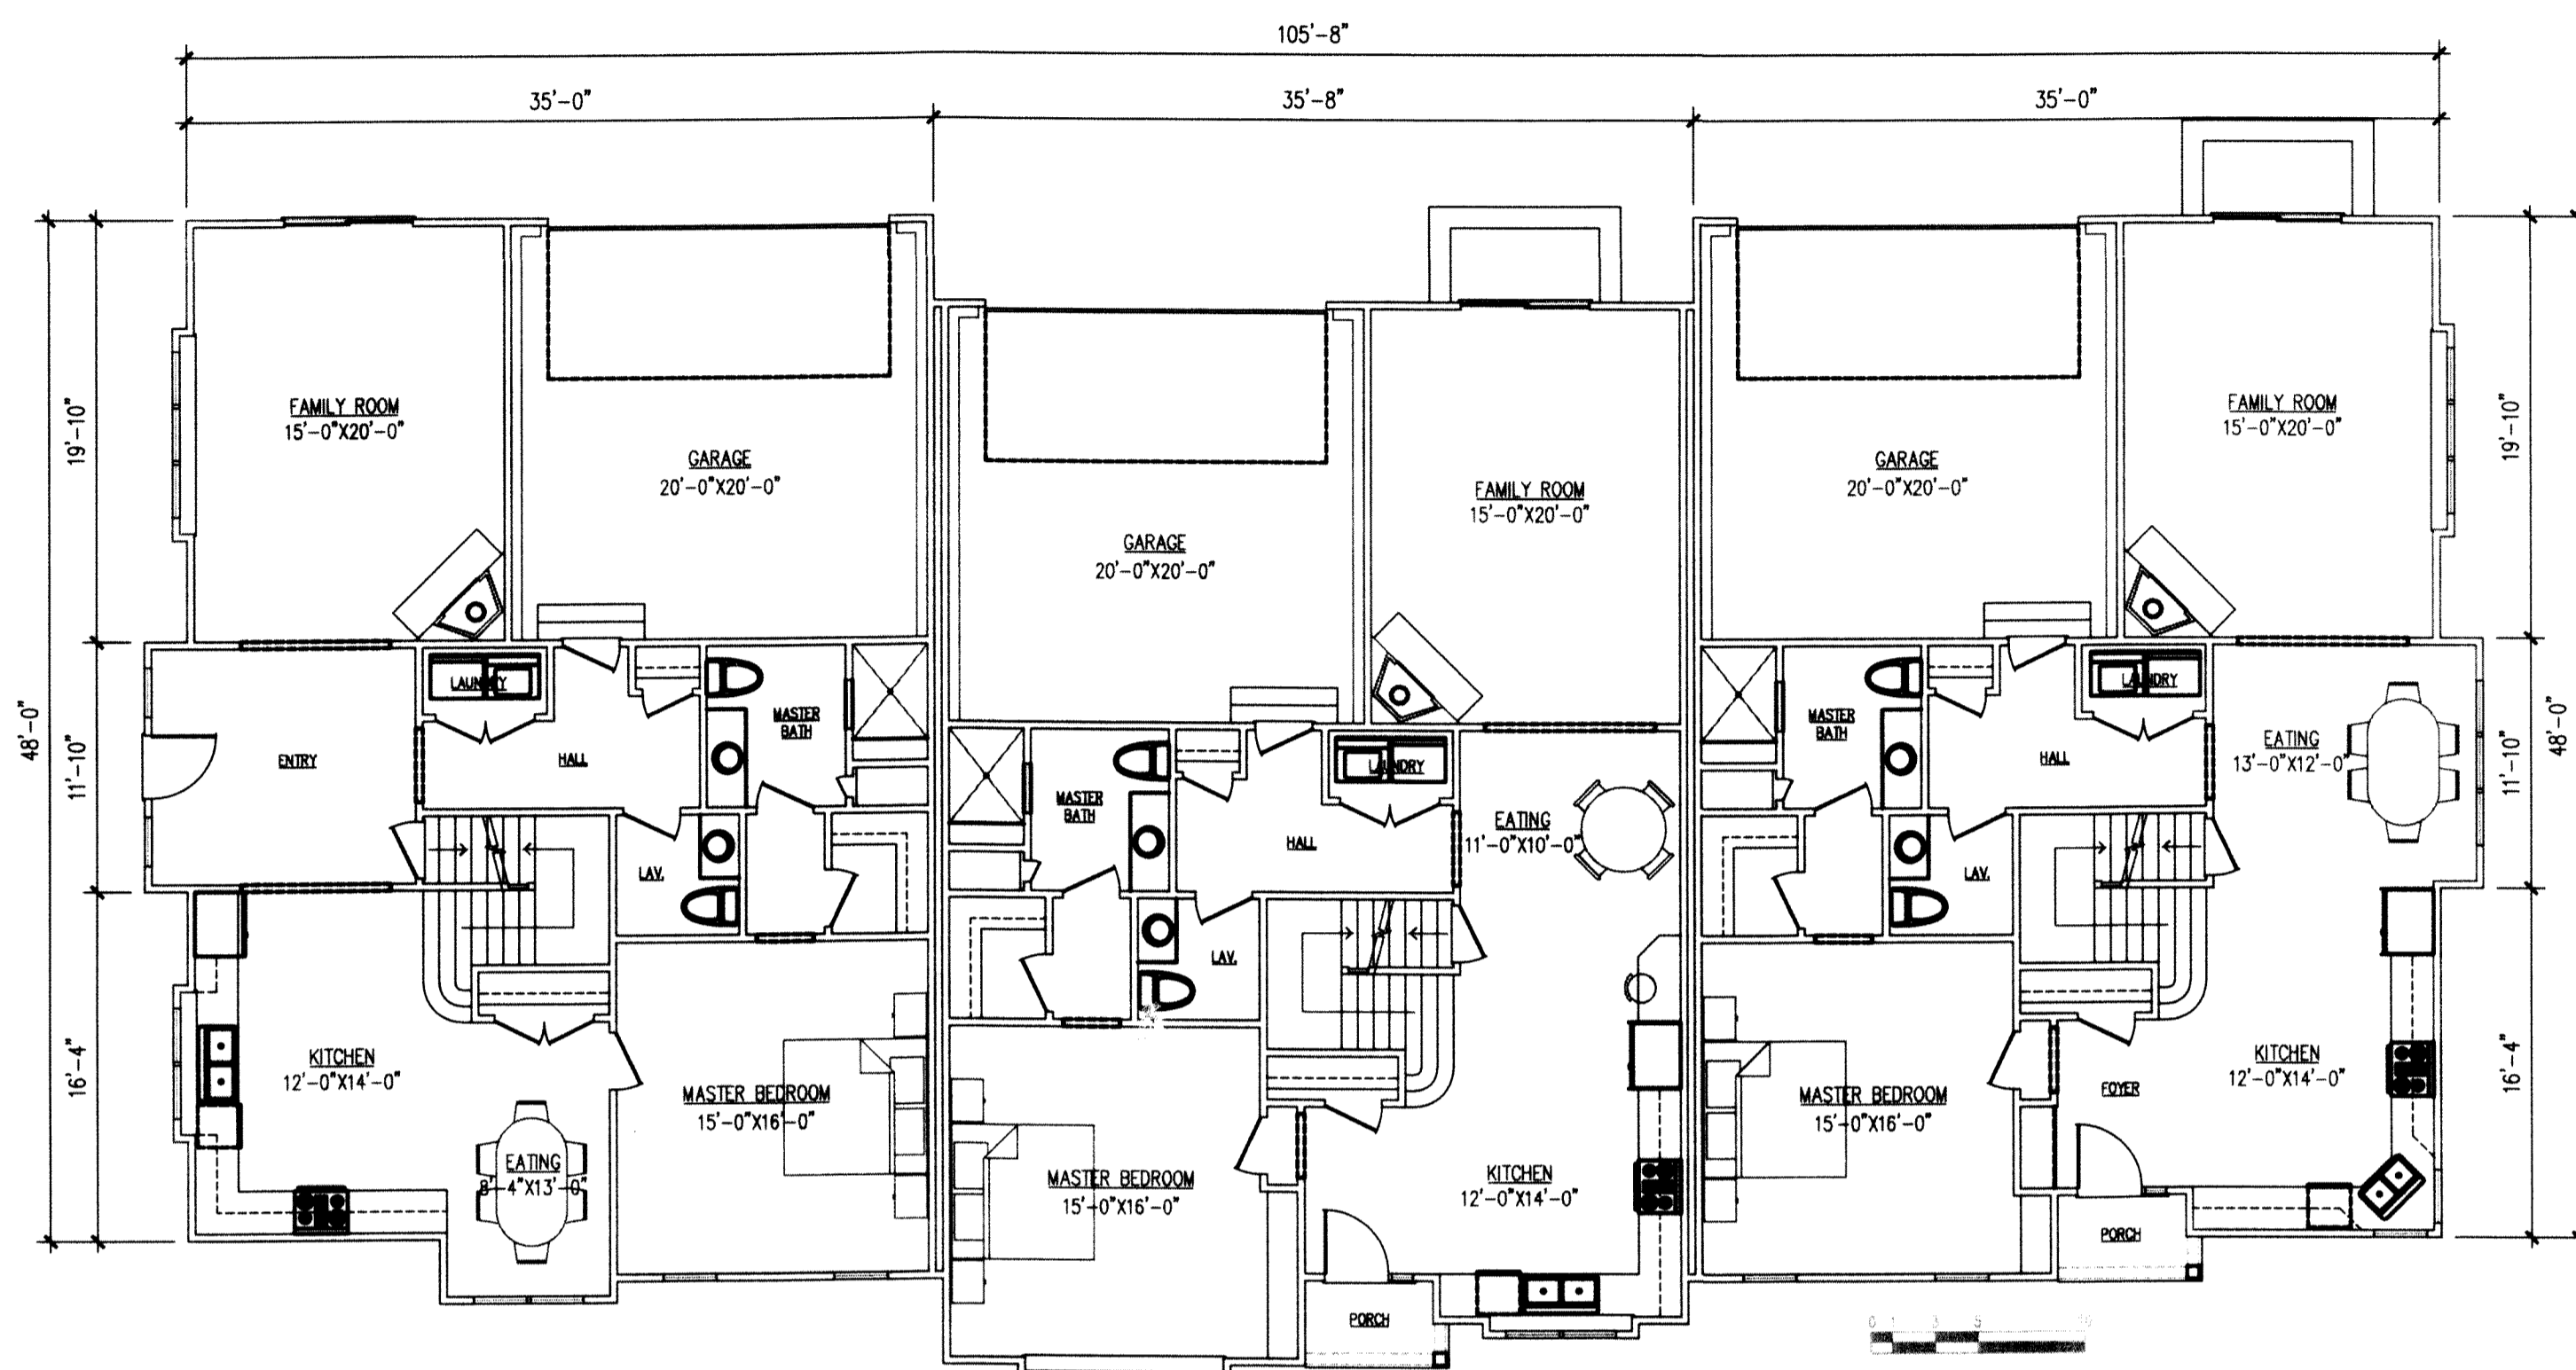 105'-8"
35'-0"
35'-8"
35'-0"
48'-0"
19'-10"
11'-10"
16'-4"
FAMILY ROOM
15'-0"X20'-0"
GARAGE
20'-0"X20'-0"
LAUNDRY
ENTRY
HALL
MASTER
BATH
LAV.
KITCHEN
12'-0"X14'-0"
EATING
8'-4"X13'-0"
MASTER BEDROOM
15'-0"X16'-0"
GARAGE
20'-0"X20'-0"
FAMILY ROOM
15'-0"X20'-0"
MASTER
BATH
LAUNDRY
HALL
EATING
11'-0"X10'-0"
LAV.
MASTER BEDROOM
15'-0"X16'-0"
KITCHEN
12'-0"X14'-0"
PORCH
GARAGE
20'-0"X20'-0"
FAMILY ROOM
15'-0"X20'-0"
MASTER
BATH
LAUNDRY
HALL
EATING
13'-0"X12'-0"
LAV.
MASTER BEDROOM
15'-0"X16'-0"
FOYER
KITCHEN
12'-0"X14'-0"
PORCH
19'-10"
11'-10"
16'-4"
48'-0"
0 1 3 5 10